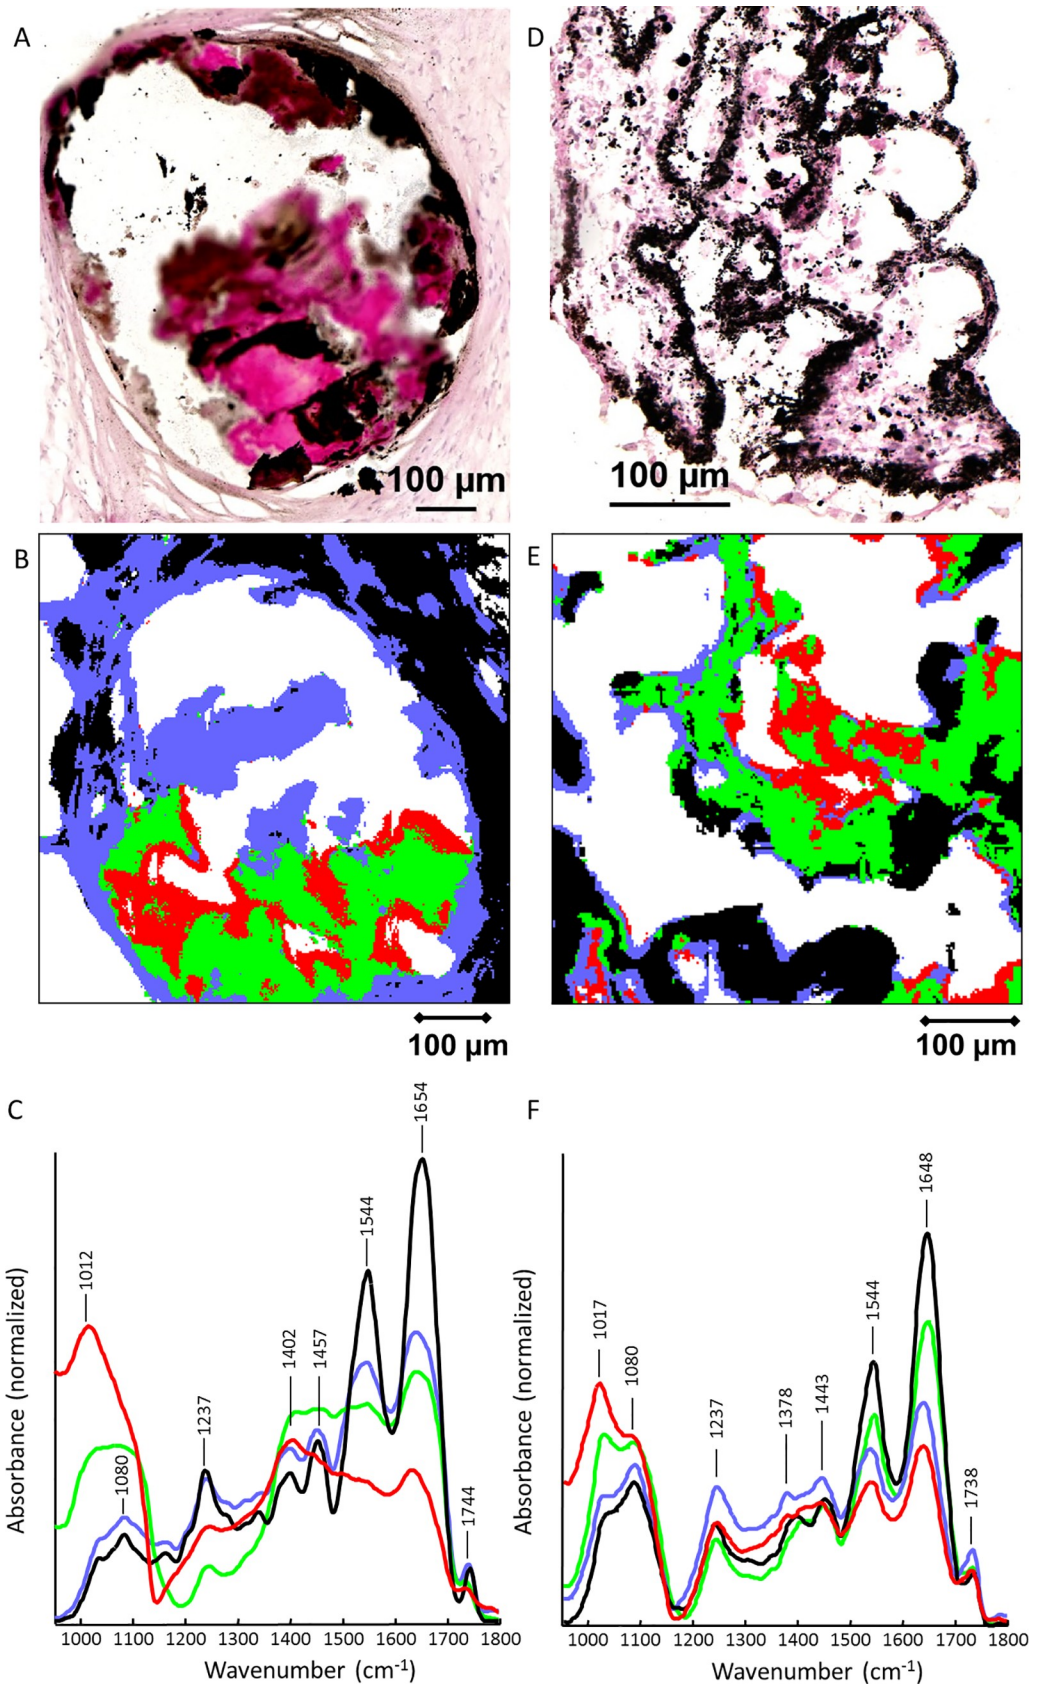 A
100 µm
D
100 µm
B
100 µm
E
100 µm
C
Absorbance (normalized)
1012
1080
1237
1402
1457
1544
1654
1744
1000 1100 1200 1300 1400 1500 1600 1700 1800
Wavenumber (cm-1)
F
Absorbance (normalized)
1017
1080
1237
1378
1443
1544
1648
1738
1000 1100 1200 1300 1400 1500 1600 1700 1800
Wavenumber (cm-1)